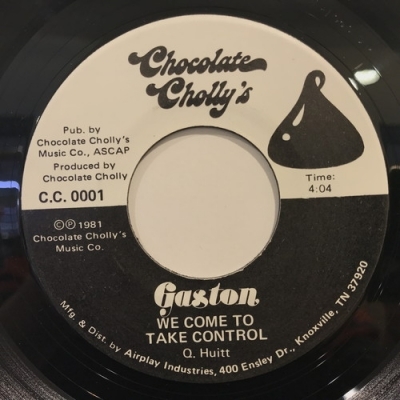 Chocolate
Cholly's
Pub. by
Chocolate Cholly's
Music Co., ASCAP
Produced by
Chocolate Cholly
C.C. 0001
Time:
4:04
©℗ 1981
Chocolate Cholly's
Music Co.
Gaston
WE COME TO
TAKE CONTROL
Q. Huitt
Mfg. & Dist. by Airplay Industries, 400 Ensley Dr., Knoxville, TN 37920